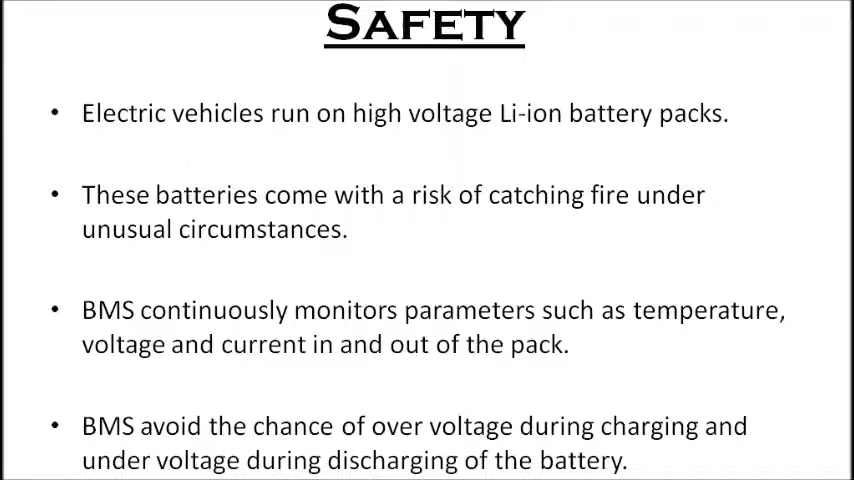 SAFETY
• Electric vehicles run on high voltage Li-ion battery packs.
• These batteries come with a risk of catching fire under
unusual circumstances.
• BMS continuously monitors parameters such as temperature,
voltage and current in and out of the pack.
• BMS avoid the chance of over voltage during charging and
under voltage during discharging of the battery.